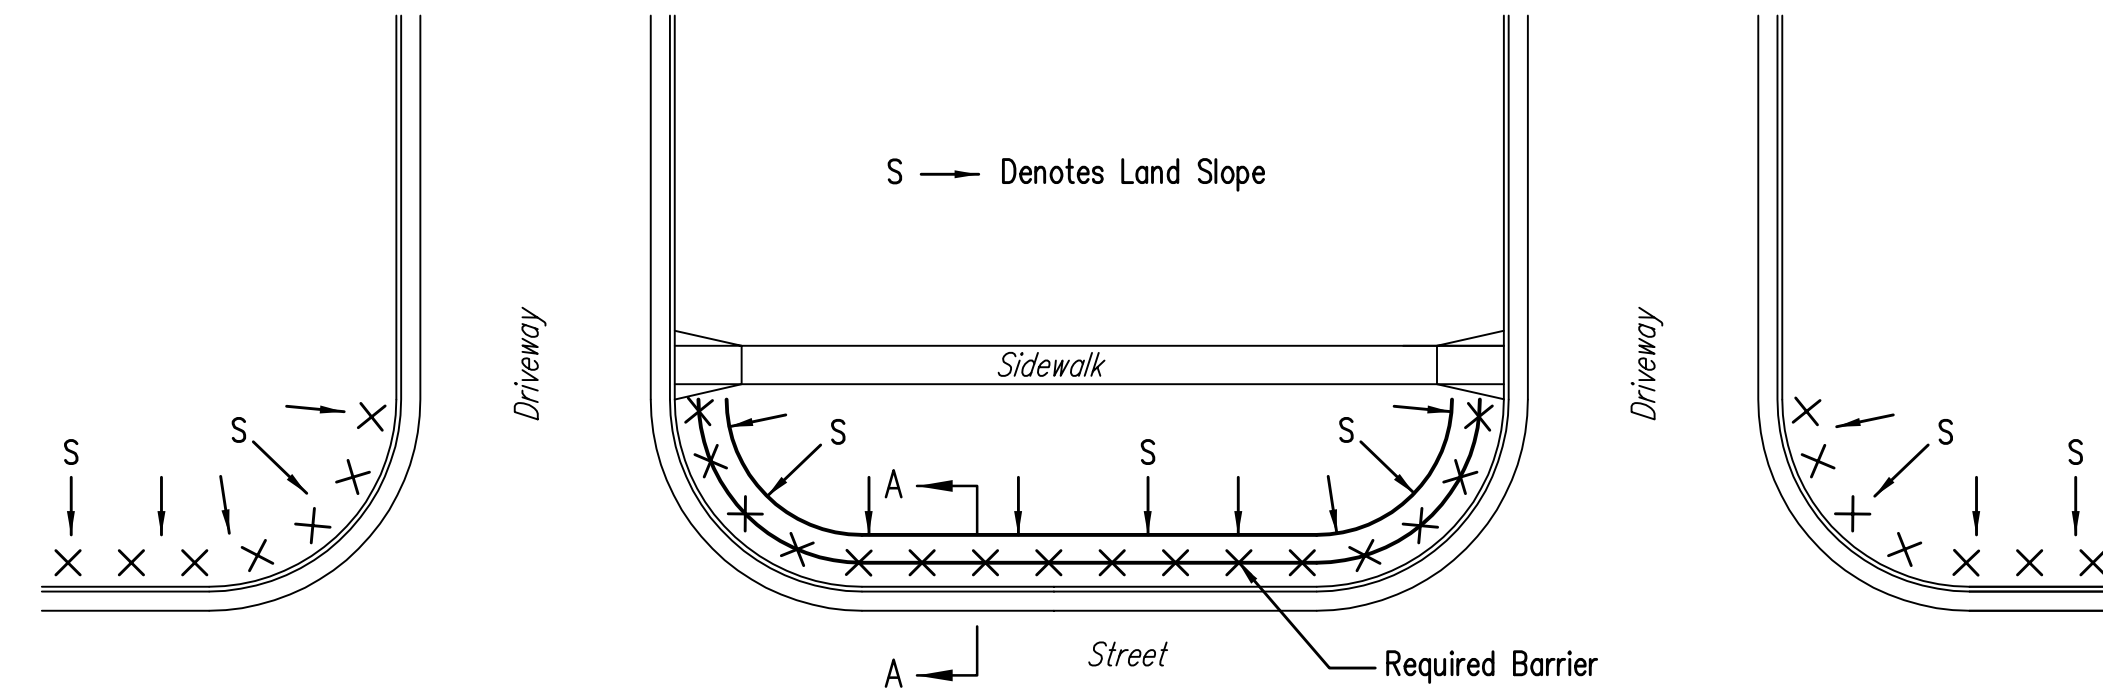 S Denotes Land Slope
Driveway
Driveway
Sidewalk
S
S
S
S
S
S
S
A
A
Street
Required Barrier